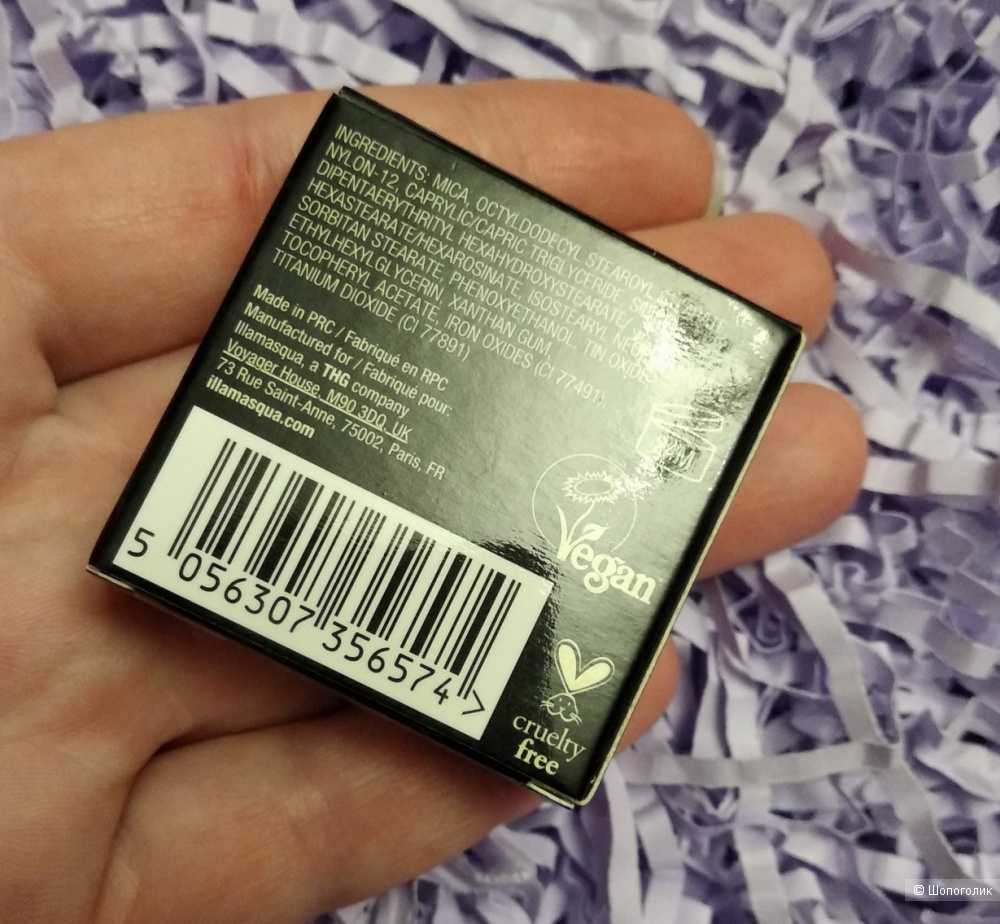 INGREDIENTS: MICA, OCTYLDODECYL STEAROYL
NYLON-12, CAPRYLIC/CAPRIC TRIGLYCERIDE,
DIPENTAERYTHRITYL HEXAHYDROXYSTEARATE/
HEXASTEARATE/HEXAROSINATE, ISOSTEARYL
SORBITAN STEARATE, PHENOXYETHANOL, TIN OXIDE,
ETHYLHEXYLGLYCERIN, XANTHAN GUM,
TOCOPHERYL ACETATE, IRON OXIDES (CI 77491),
TITANIUM DIOXIDE (CI 77891)
Made in PRC / Fabriqué en RPC
Manufactured for / Fabriqué pour:
Illamasqua, a THG company
Voyager House, M90 3DQ, UK
73 Rue Saint-Anne, 75002, Paris, FR
illamasqua.com
Vegan
5 056307 356574 >
cruelty
free
© Шопоголик